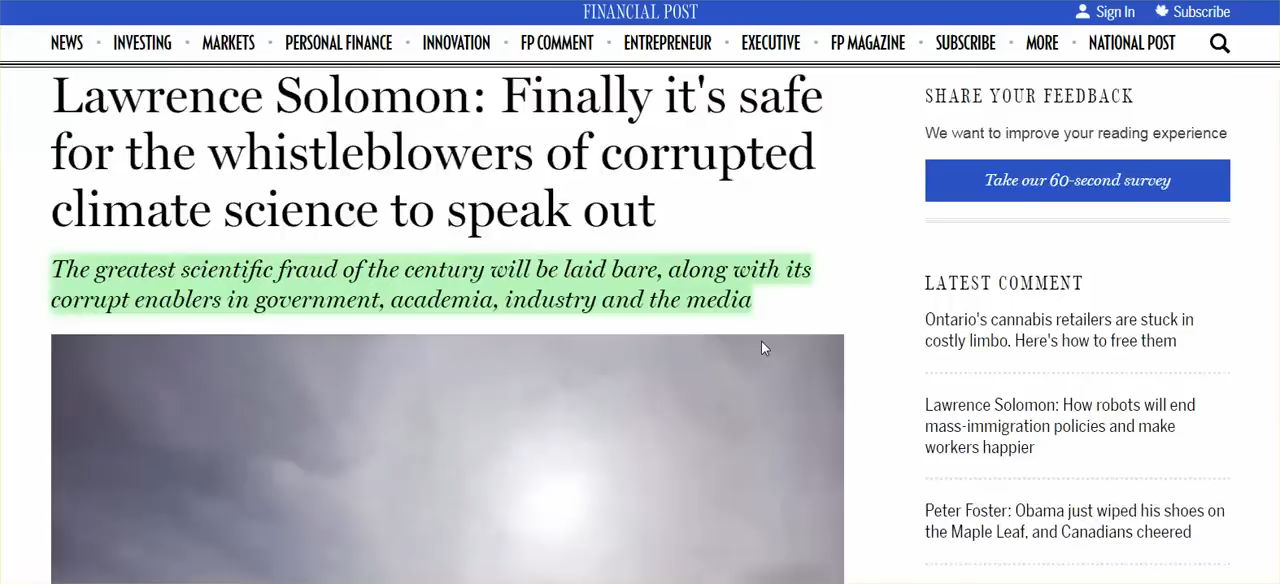 FINANCIAL POST
Sign In
Subscribe
NEWS
INVESTING
MARKETS
PERSONAL FINANCE
INNOVATION
FP COMMENT
ENTREPRENEUR
EXECUTIVE
FP MAGAZINE
SUBSCRIBE
MORE
NATIONAL POST
Lawrence Solomon: Finally it's safe
for the whistleblowers of corrupted
climate science to speak out
The greatest scientific fraud of the century will be laid bare, along with its
corrupt enablers in government, academia, industry and the media
SHARE YOUR FEEDBACK
We want to improve your reading experience
Take our 60-second survey
LATEST COMMENT
Ontario's cannabis retailers are stuck in
costly limbo. Here's how to free them
Lawrence Solomon: How robots will end
mass-immigration policies and make
workers happier
Peter Foster: Obama just wiped his shoes on
the Maple Leaf, and Canadians cheered